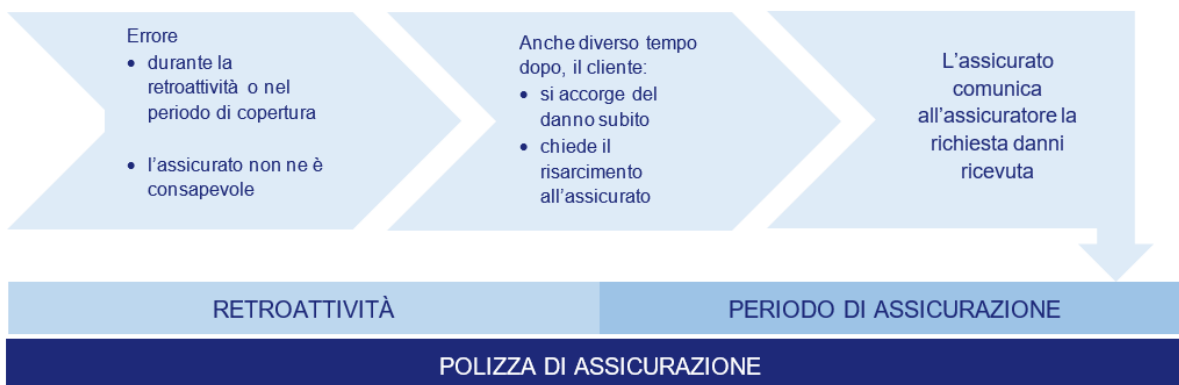 Errore
• durante la
retroattività o nel
periodo di copertura
• l'assicurato non ne è
consapevole
Anche diverso tempo
dopo, il cliente:
• si accorge del
danno subito
• chiede il
risarcimento
all'assicurato
L'assicurato
comunica
all'assicuratore la
richiesta danni
ricevuta
RETROATTIVITÀ
PERIODO DI ASSICURAZIONE
POLIZZA DI ASSICURAZIONE